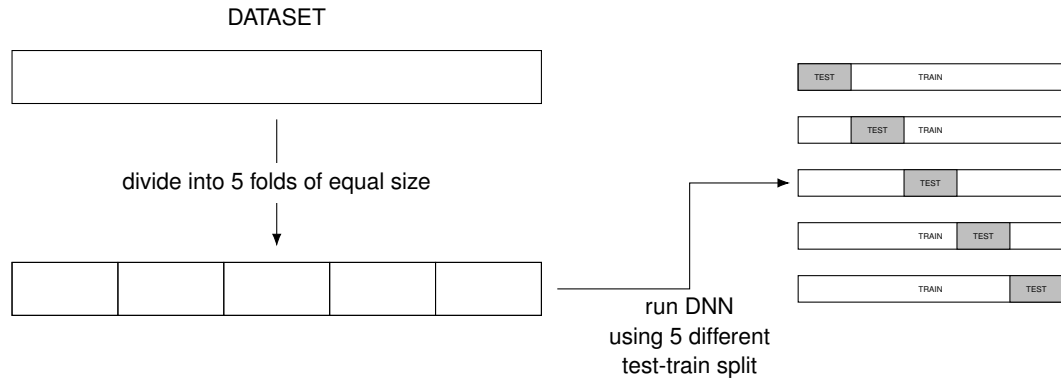 DATASET
divide into 5 folds of equal size
run DNN
using 5 different
test-train split
TEST TRAIN
TEST TRAIN
TEST
TRAIN TEST
TRAIN TEST